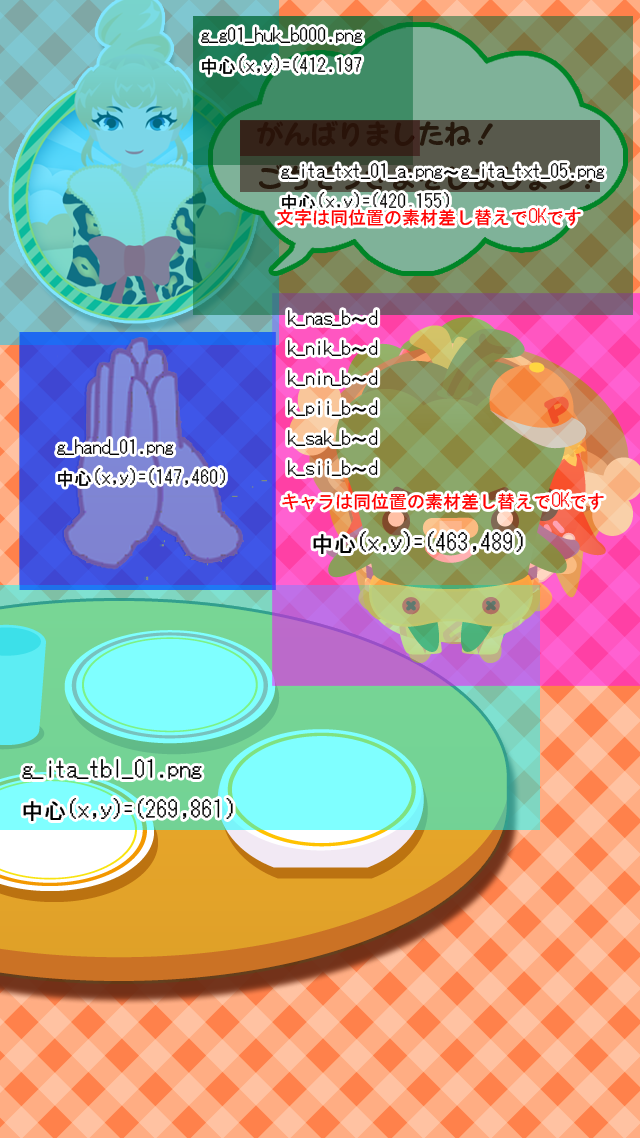 g_g01_huk_b000.png
中心(x,y)=(412.197
がんばりましたね！
g_ita_txt_01_a.png～g_ita_txt_05.png
中心(x,y)=(420,155)
文字は同位置の素材差し替えでOKです
k_nas_b～d
k_nik_b～d
k_nin_b～d
k_pii_b～d
k_sak_b～d
k_sii_b～d
キャラは同位置の素材差し替えでOKです
中心(x,y)=(463,489)
g_hand_01.png
中心(x,y)=(147,460)
g_ita_tbl_01.png
中心(x,y)=(269,861)